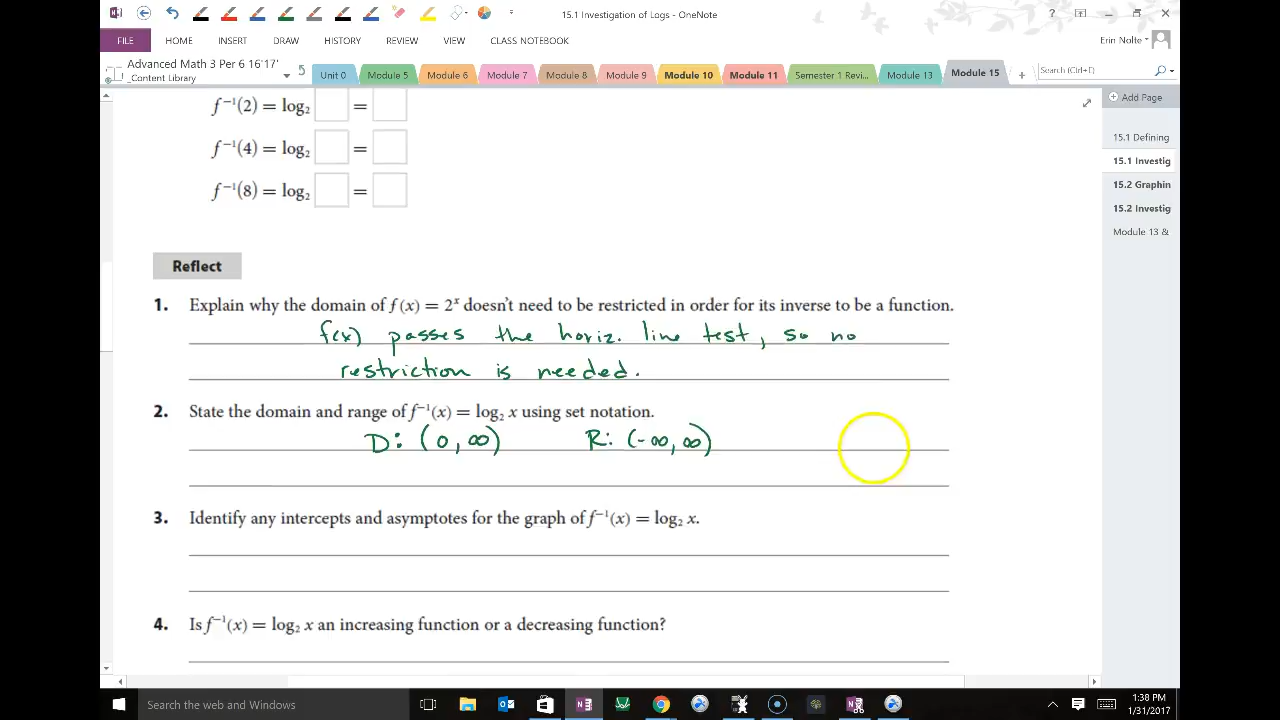 15.1 Investigation of Logs - OneNote
FILE HOME INSERT DRAW HISTORY REVIEW VIEW CLASS NOTEBOOK
Erin Nolte
Advanced Math 3 Per 6 16'17'
_Content Library
5
Unit 0 Module 5 Module 6 Module 7 Module 8 Module 9 Module 10 Module 11 Semester 1 Revi... Module 13 Module 15
Search (Ctrl+E)
Add Page
15.1 Defining
15.1 Investig
15.2 Graphin
15.2 Investig
Module 13 &
f⁻¹(2) = log₂ =
f⁻¹(4) = log₂ =
f⁻¹(8) = log₂ =
Reflect
1. Explain why the domain of f(x) = 2ˣ doesn't need to be restricted in order for its inverse to be a function.
f(x) passes the horiz. line test, so no
restriction is needed.
2. State the domain and range of f⁻¹(x) = log₂ x using set notation.
D: (0, ∞) R: (-∞, ∞)
3. Identify any intercepts and asymptotes for the graph of f⁻¹(x) = log₂ x.
4. Is f⁻¹(x) = log₂ x an increasing function or a decreasing function?
Search the web and Windows
1:38 PM
1/31/2017